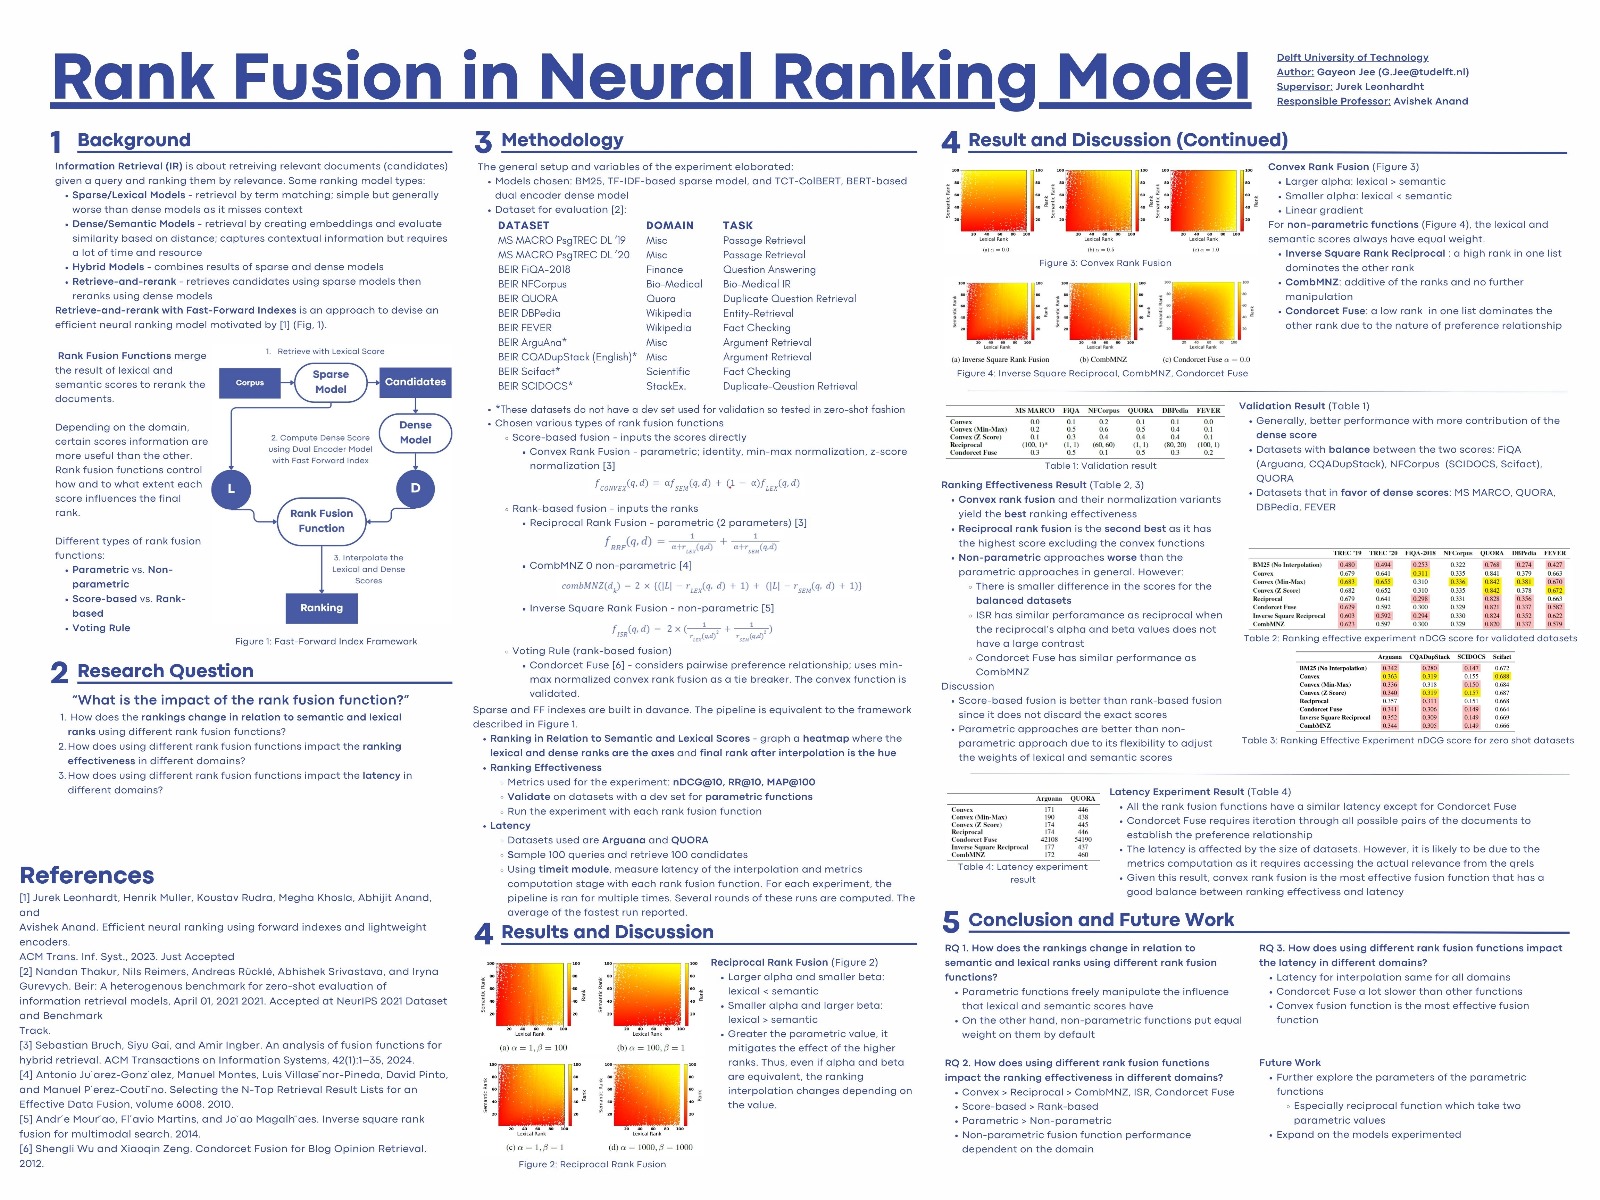 Rank Fusion in Neural Ranking Model
Delft University of Technology
Author: Gayeon Jee (G.Jee@tudelft.nl)
Supervisor: Jurek Leonhardht
Responsible Professor: Avishek Anand
1 Background
Information Retrieval (IR) is about retreiving relevant documents (candidates)
given a query and ranking them by relevance. Some ranking model types:
• Sparse/Lexical Models - retrieval by term matching; simple but generally
worse than dense models as it misses context
• Dense/Semantic Models - retrieval by creating embeddings and evaluate
similarity based on distance; captures contextual information but requires
a lot of time and resource
• Hybrid Models - combines results of sparse and dense models
• Retrieve-and-rerank - retrieves candidates using sparse models then
reranks using dense models
Retrieve-and-rerank with Fast-Forward Indexes is an approach to devise an
efficient neural ranking model motivated by [1] (Fig, 1).
Rank Fusion Functions merge
the result of lexical and
semantic scores to rerank the
documents.
Depending on the domain,
certain scores information are
more useful than the other.
Rank fusion functions control
how and to what extent each
score influences the final
rank.
Different types of rank fusion
functions:
• Parametric vs. Non-
parametric
• Score-based vs. Rank-
based
• Voting Rule
1. Retrieve with Lexical Score
Corpus
Sparse
Model
Candidates
Dense
Model
2. Compute Dense Score
using Dual Encoder Model
with Fast Forward Index
L
D
Rank Fusion
Function
3. Interpolate the
Lexical and Dense
Scores
Ranking
Figure 1: Fast-Forward Index Framework
2 Research Question
“What is the impact of the rank fusion function?”
1. How does the rankings change in relation to semantic and lexical
ranks using different rank fusion functions?
2. How does using different rank fusion functions impact the ranking
effectiveness in different domains?
3. How does using different rank fusion functions impact the latency in
different domains?
References
[1] Jurek Leonhardt, Henrik Muller, Koustav Rudra, Megha Khosla, Abhijit Anand,
and
Avishek Anand. Efficient neural ranking using forward indexes and lightweight
encoders.
ACM Trans. Inf. Syst., 2023. Just Accepted
[2] Nandan Thakur, Nils Reimers, Andreas Rücklé, Abhishek Srivastava, and Iryna
Gurevych. Beir: A heterogenous benchmark for zero-shot evaluation of
information retrieval models, April 01, 2021 2021. Accepted at NeurIPS 2021 Dataset
and Benchmark
Track.
[3] Sebastian Bruch, Siyu Gai, and Amir Ingber. An analysis of fusion functions for
hybrid retrieval. ACM Transactions on Information Systems, 42(1):1–35, 2024.
[4] Antonio Ju´arez-Gonz´alez, Manuel Montes, Luis Villase˜nor-Pineda, David Pinto,
and Manuel P´erez-Couti˜no. Selecting the N-Top Retrieval Result Lists for an
Effective Data Fusion, volume 6008. 2010.
[5] Andr´e Mour˜ao, Fl´avio Martins, and Jo˜ao Magalh˜aes. Inverse square rank
fusion for multimodal search. 2014.
[6] Shengli Wu and Xiaoqin Zeng. Condorcet Fusion for Blog Opinion Retrieval.
2012.
3 Methodology
The general setup and variables of the experiment elaborated:
• Models chosen: BM25, TF-IDF-based sparse model, and TCT-ColBERT, BERT-based
dual encoder dense model
• Dataset for evaluation [2]:
DATASET DOMAIN TASK
MS MACRO PsgTREC DL ’19 Misc Passage Retrieval
MS MACRO PsgTREC DL ’20 Misc Passage Retrieval
BEIR FiQA-2018 Finance Question Answering
BEIR NFCorpus Bio-Medical Bio-Medical IR
BEIR QUORA Quora Duplicate Question Retrieval
BEIR DBPedia Wikipedia Entity-Retrieval
BEIR FEVER Wikipedia Fact Checking
BEIR ArguAna* Misc Argument Retrieval
BEIR CQADupStack (English)* Misc Argument Retrieval
BEIR Scifact* Scientific Fact Checking
BEIR SCIDOCS* StackEx. Duplicate-Qeustion Retrieval
• *These datasets do not have a dev set used for validation so tested in zero-shot fashion
• Chosen various types of rank fusion functions
◦ Score-based fusion - inputs the scores directly
• Convex Rank Fusion - parametric; identity, min-max normalization, z-score
normalization [3]
f_CONVEX(q,d) = αf_SEM(q,d) + (1 − α)f_LEX(q,d)
◦ Rank-based fusion - inputs the ranks
• Reciprocal Rank Fusion - parametric (2 parameters) [3]
f_RRF(q,d) = 1/(α+r_LEX(q,d)) + 1/(α+r_SEM(q,d))
• CombMNZ 0 non-parametric [4]
combMNZ(d_k) = 2 × {(|L| − r_LEX(q,d) + 1) + (|L| − r_SEM(q,d) + 1)}
• Inverse Square Rank Fusion - non-parametric [5]
f_ISR(q,d) = 2 × (1/r_LEX(q,d)² + 1/r_SEM(q,d)²)
◦ Voting Rule (rank-based fusion)
• Condorcet Fuse [6] - considers pairwise preference relationship; uses min-
max normalized convex rank fusion as a tie breaker. The convex function is
validated.
Sparse and FF indexes are built in davance. The pipeline is equivalent to the framework
described in Figure 1.
• Ranking in Relation to Semantic and Lexical Scores - graph a heatmap where the
lexical and dense ranks are the axes and final rank after interpolation is the hue
• Ranking Effectiveness
◦ Metrics used for the experiment: nDCG@10, RR@10, MAP@100
◦ Validate on datasets with a dev set for parametric functions
◦ Run the experiment with each rank fusion function
• Latency
◦ Datasets used are Arguana and QUORA
◦ Sample 100 queries and retrieve 100 candidates
◦ Using timeit module, measure latency of the interpolation and metrics
computation stage with each rank fusion function. For each experiment, the
pipeline is ran for multiple times. Several rounds of these runs are computed. The
average of the fastest run reported.
4 Results and Discussion
(a) α = 1, β = 100
(b) α = 100, β = 1
(c) α = 1, β = 1
(d) α = 1000, β = 1000
Figure 2: Reciprocal Rank Fusion
Reciprocal Rank Fusion (Figure 2)
• Larger alpha and smaller beta:
lexical < semantic
• Smaller alpha and larger beta:
lexical > semantic
• Greater the parametric value, it
mitigates the effect of the higher
ranks. Thus, even if alpha and beta
are equivalent, the ranking
interpolation changes depending on
the value.
4 Result and Discussion (Continued)
Figure 3: Convex Rank Fusion
(a) Inverse Square Rank Fusion
(b) CombMNZ
(c) Condorcet Fuse α = 0.0
Figure 4: Inverse Square Reciprocal, CombMNZ, Condorcet Fuse
Convex Rank Fusion (Figure 3)
• Larger alpha: lexical > semantic
• Smaller alpha: lexical < semantic
• Linear gradient
For non-parametric functions (Figure 4), the lexical and
semantic scores always have equal weight.
• Inverse Square Rank Reciprocal : a high rank in one list
dominates the other rank
• CombMNZ: additive of the ranks and no further
manipulation
• Condorcet Fuse: a low rank in one list dominates the
other rank due to the nature of preference relationship
MS MARCO FiQA NFCorpus QUORA DBPedia FEVER
Convex 0.0 0.1 0.2 0.1 0.1 0.0
Convex (Min-Max) 0.2 0.5 0.6 0.5 0.4 0.1
Convex (Z Score) 0.1 0.3 0.4 0.4 0.4 0.1
Reciprocal (100, 1)* (1, 1) (60, 60) (1, 1) (80, 20) (100, 1)
Condorcet Fuse 0.3 0.5 0.1 0.5 0.3 0.2
Table 1: Validation result
Validation Result (Table 1)
• Generally, better performance with more contribution of the
dense score
• Datasets with balance between the two scores: FiQA
(Arguana, CQADupStack), NFCorpus (SCIDOCS, Scifact),
QUORA
• Datasets that in favor of dense scores: MS MARCO, QUORA,
DBPedia, FEVER
Ranking Effectiveness Result (Table 2, 3)
• Convex rank fusion and their normalization variants
yield the best ranking effectiveness
• Reciprocal rank fusion is the second best as it has
the highest score excluding the convex functions
• Non-parametric approaches worse than the
parametric approaches in general. However:
◦ There is smaller difference in the scores for the
balanced datasets
◦ ISR has similar perforamance as reciprocal when
the reciprocal's alpha and beta values does not
have a large contrast
◦ Condorcet Fuse has similar performance as
CombMNZ
Discussion
• Score-based fusion is better than rank-based fusion
since it does not discard the exact scores
• Parametric approaches are better than non-
parametric approach due to its flexibility to adjust
the weights of lexical and semantic scores
TREC '19 TREC '20 FiQA-2018 NFCorpus QUORA DBPedia FEVER
BM25 (No Interpolation) 0.480 0.494 0.253 0.322 0.768 0.274 0.427
Convex 0.679 0.641 0.311 0.335 0.841 0.379 0.663
Convex (Min-Max) 0.683 0.655 0.310 0.336 0.842 0.381 0.670
Convex (Z Score) 0.682 0.652 0.310 0.335 0.842 0.378 0.672
Reciprocal 0.679 0.641 0.298 0.331 0.828 0.356 0.663
Condorcet Fuse 0.629 0.592 0.300 0.329 0.821 0.337 0.582
Inverse Square Reciprocal 0.603 0.592 0.294 0.330 0.824 0.352 0.622
CombMNZ 0.623 0.597 0.300 0.329 0.820 0.337 0.579
Table 2: Ranking effective experiment nDCG score for validated datasets
Arguana CQADupStack SCIDOCS Scifact
BM25 (No Interpolation) 0.342 0.280 0.147 0.672
Convex 0.363 0.319 0.155 0.688
Convex (Min-Max) 0.336 0.318 0.150 0.684
Convex (Z Score) 0.340 0.319 0.157 0.687
Reciprocal 0.357 0.311 0.151 0.668
Condorcet Fuse 0.341 0.306 0.149 0.664
Inverse Square Reciprocal 0.352 0.309 0.149 0.669
CombMNZ 0.344 0.305 0.149 0.666
Table 3: Ranking Effective Experiment nDCG score for zero shot datasets
Arguana QUORA
Convex 171 446
Convex (Min-Max) 190 438
Convex (Z Score) 174 445
Reciprocal 174 446
Condorcet Fuse 42108 54190
Inverse Square Reciprocal 177 437
CombMNZ 172 460
Table 4: Latency experiment
result
Latency Experiment Result (Table 4)
• All the rank fusion functions have a similar latency except for Condorcet Fuse
• Condorcet Fuse requires iteration through all possible pairs of the documents to
establish the preference relationship
• The latency is affected by the size of datasets. However, it is likely to be due to the
metrics computation as it requires accessing the actual relevance from the qrels
• Given this result, convex rank fusion is the most effective fusion function that has a
good balance between ranking effectivess and latency
5 Conclusion and Future Work
RQ 1. How does the rankings change in relation to
semantic and lexical ranks using different rank fusion
functions?
• Parametric functions freely manipulate the influence
that lexical and semantic scores have
• On the other hand, non-parametric functions put equal
weight on them by default
RQ 2. How does using different rank fusion functions
impact the ranking effectiveness in different domains?
• Convex > Reciprocal > CombMNZ, ISR, Condorcet Fuse
• Score-based > Rank-based
• Parametric > Non-parametric
• Non-parametric fusion function performance
dependent on the domain
RQ 3. How does using different rank fusion functions impact
the latency in different domains?
• Latency for interpolation same for all domains
• Condorcet Fuse a lot slower than other functions
• Convex fusion function is the most effective fusion
function
Future Work
• Further explore the parameters of the parametric
functions
◦ Especially reciprocal function which take two
parametric values
• Expand on the models experimented